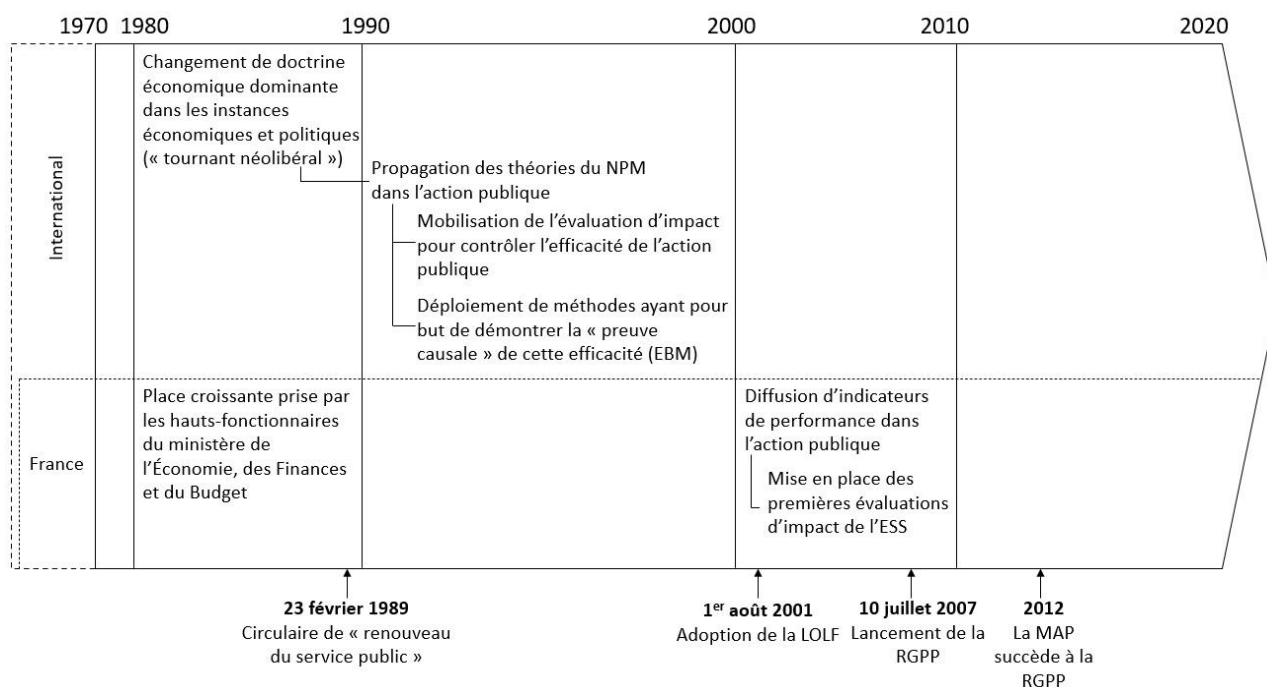 1970 1980 1990 2000 2010 2020
International
Changement de doctrine
économique dominante
dans les instances
économiques et politiques
(« tournant néolibéral »)
Propagation des théories du NPM
dans l’action publique
Mobilisation de l’évaluation d’impact
pour contrôler l’efficacité de l’action
publique
Déploiement de méthodes ayant pour
but de démontrer la « preuve
causale » de cette efficacité (EBM)
France
Place croissante prise par
les hauts-fonctionnaires
du ministère de
l’Économie, des Finances
et du Budget
Diffusion d’indicateurs
de performance dans
l’action publique
Mise en place des
premières évaluations
d’impact de l’ESS
23 février 1989
Circulaire de « renouveau
du service public »
1er août 2001
Adoption de la LOLF
10 juillet 2007
Lancement de la
RGPP
2012
La MAP
succède à la
RGPP